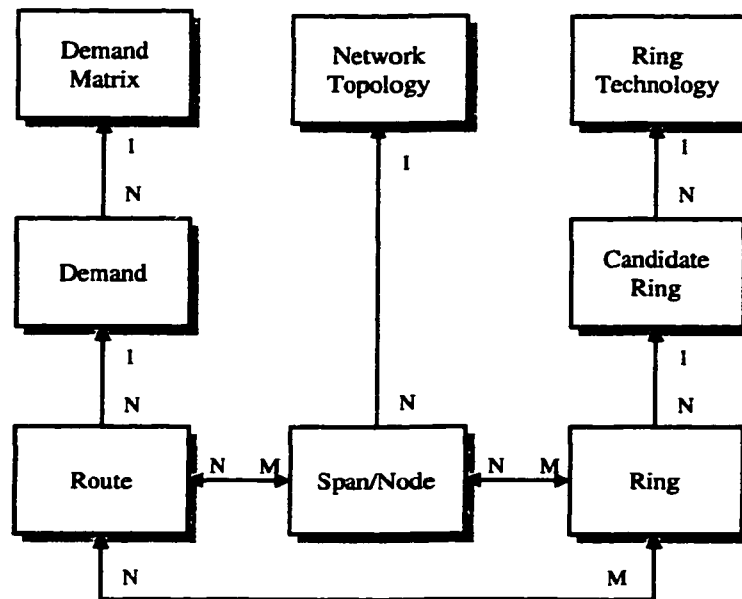 Demand
Matrix
Network
Topology
Ring
Technology
1
1
1
N
N
Demand
Candidate
Ring
1
1
N
N
N
Route
N
M
Span/Node
N
M
Ring
N
M